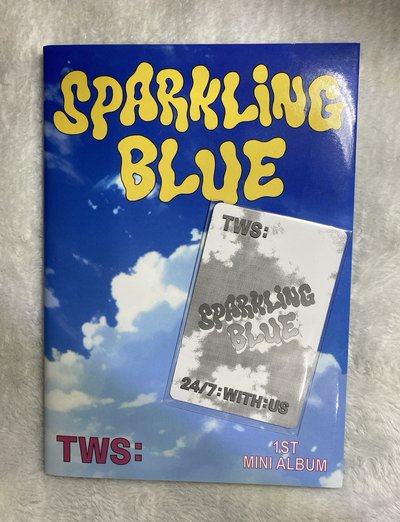 SPARKLiNG
BLUE
TWS:
SPARKLiNG
BLUE
24/7:WITH:US
TWS:
1ST
MINI ALBUM